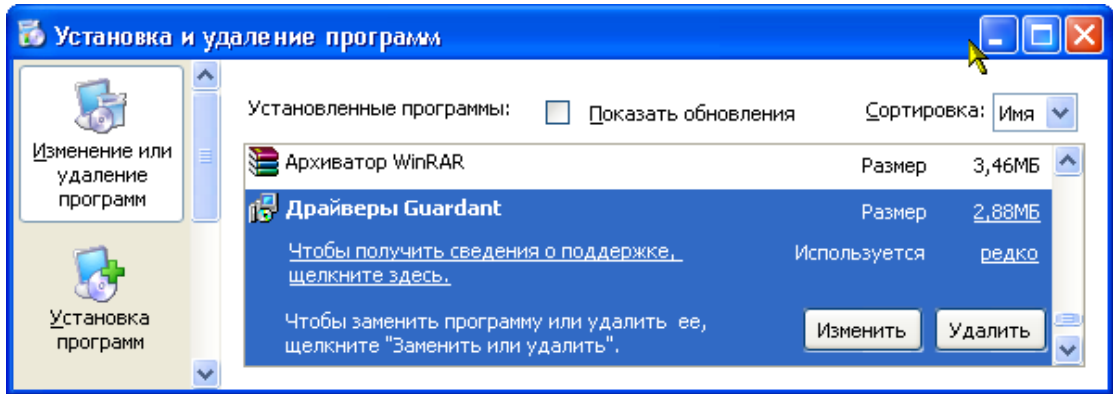 Установка и удаление программ
Изменение или
удаление
программ
Установка
программ
Установленные программы: Показать обновления Сортировка: Имя
Архиватор WinRAR Размер 3,46МБ
Драйверы Guardant Размер 2,88МБ
Чтобы получить сведения о поддержке, Используется редко
щелкните здесь.
Чтобы заменить программу или удалить ее,
щелкните "Заменить или удалить".
Изменить Удалить